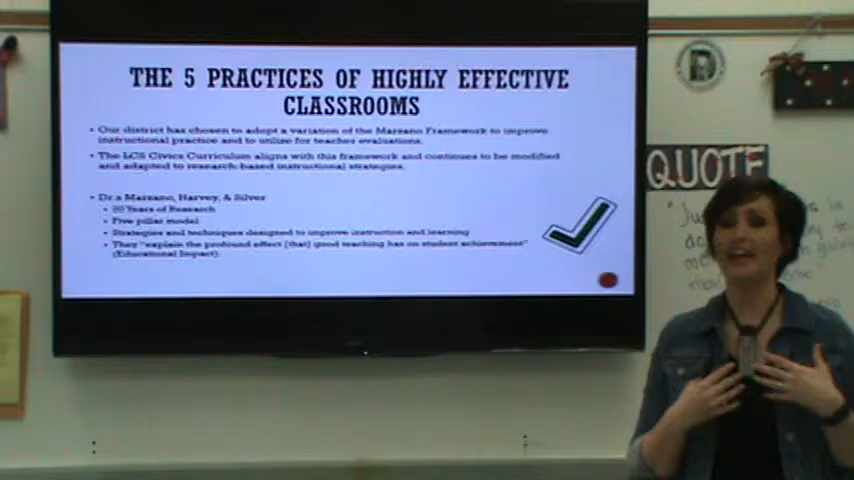 THE 5 PRACTICES OF HIGHLY EFFECTIVE
CLASSROOMS
• Our district has chosen to adopt a variation of the Marzano Framework to improve
instructional practice and to utilize for teacher evaluations.
• The LCS Civics Curriculum aligns with this framework and continues to be modified
and adapted to research-based instructional strategies.
• Dr.s Marzano, Harvey, & Silver
• 50 Years of Research
• Five pillar model
• Strategies and techniques designed to improve instruction and learning
• They "explain the profound effect [that] good teaching has on student achievement"
(Educational Impact).
QUOTE